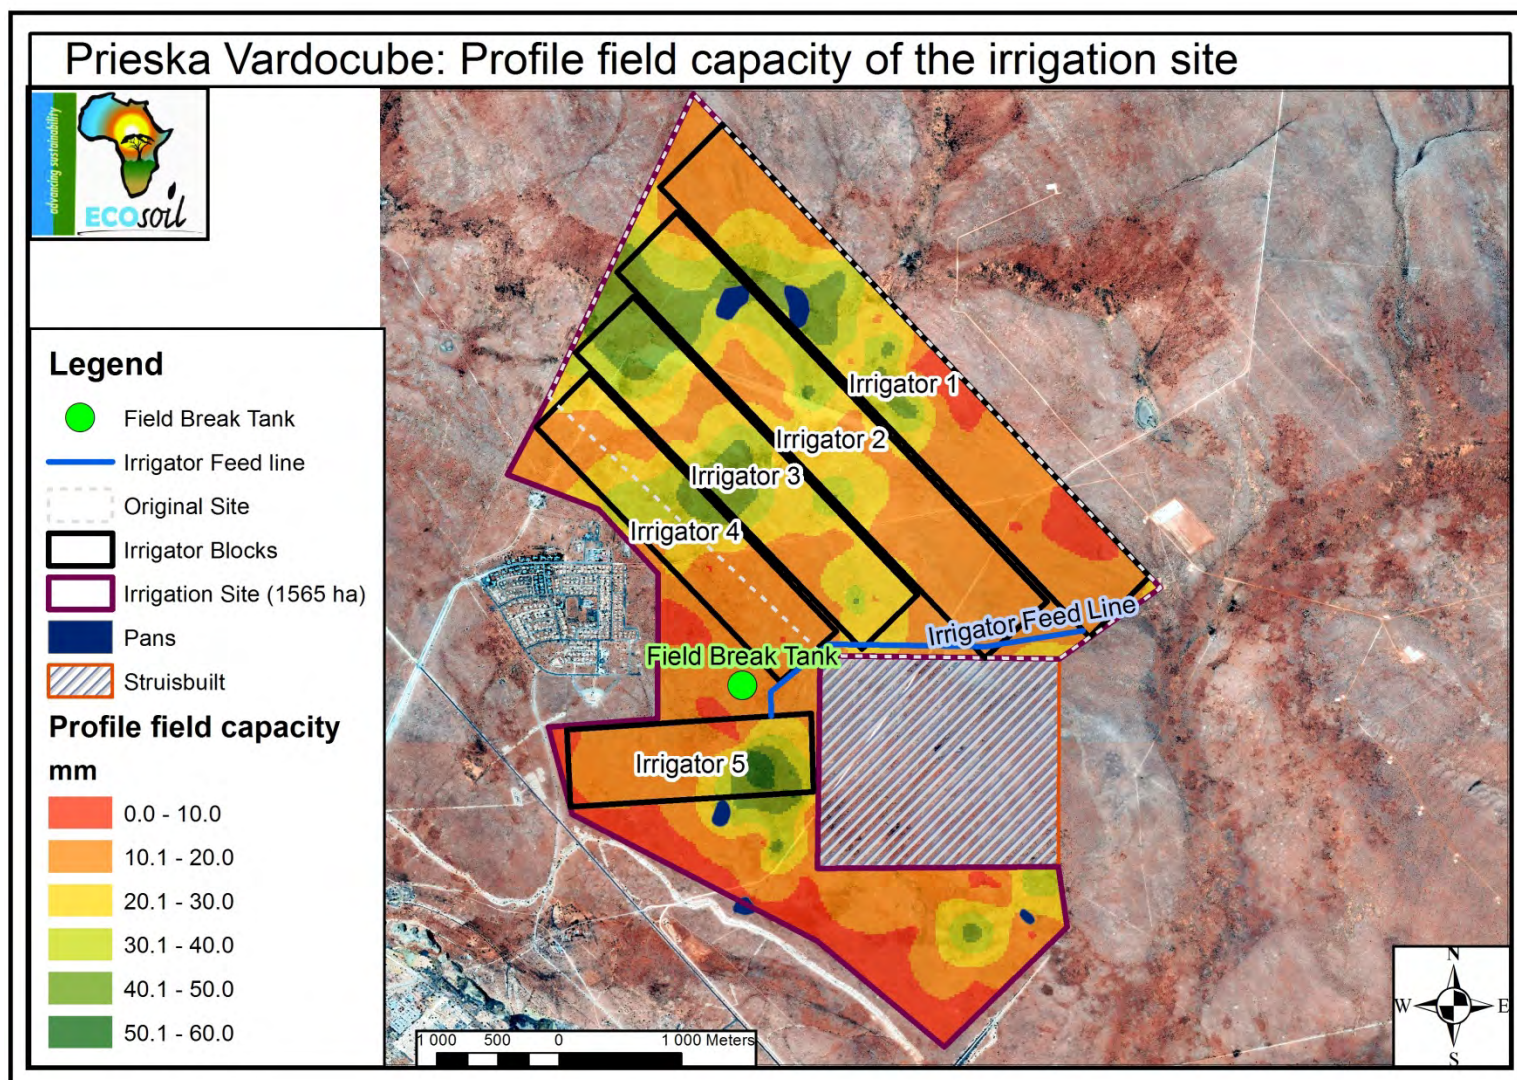 Prieska Vardocube: Profile field capacity of the irrigation site
advancing sustainability
ECOsoil
Legend
Field Break Tank
Irrigator Feed line
Original Site
Irrigator Blocks
Irrigation Site (1565 ha)
Pans
Struisbuilt
Profile field capacity
mm
0.0 - 10.0
10.1 - 20.0
20.1 - 30.0
30.1 - 40.0
40.1 - 50.0
50.1 - 60.0
Irrigator 1
Irrigator 2
Irrigator 3
Irrigator 4
Irrigator Feed Line
Field Break Tank
Irrigator 5
1 000 500 0 1 000 Meters
N
W E
S